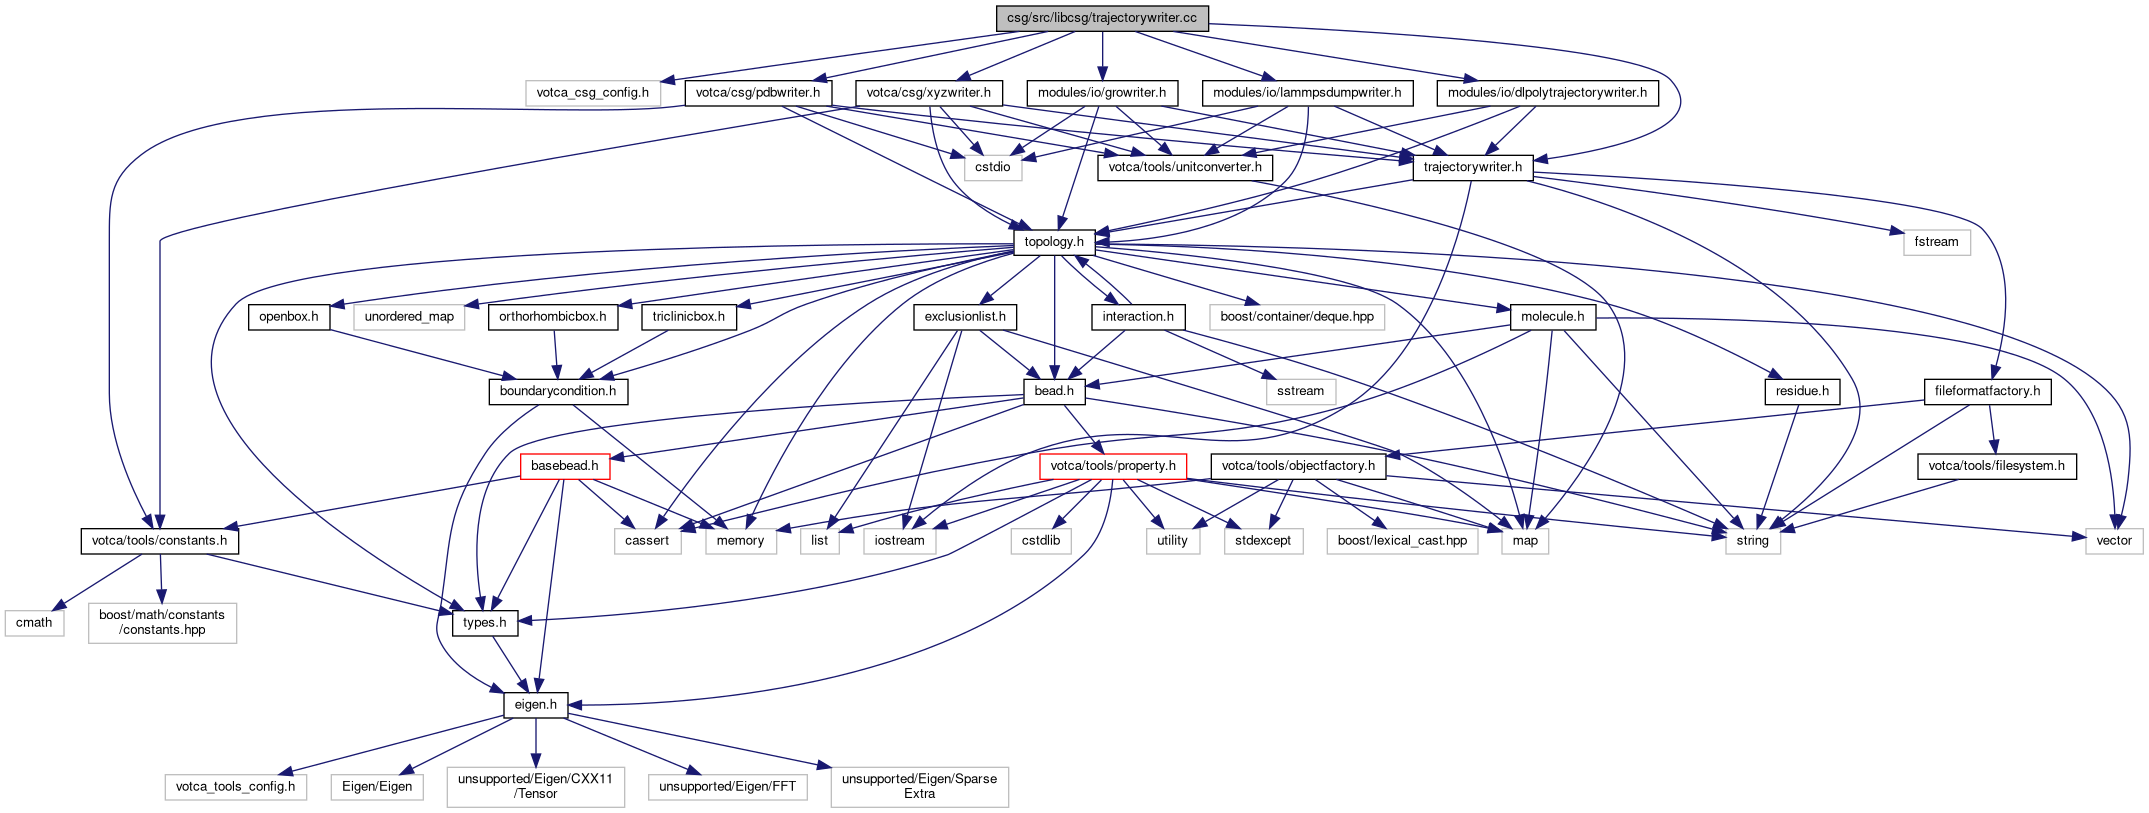 csg/src/libcsg/trajectorywriter.cc
votca_csg_config.h
votca/csg/pdbwriter.h
votca/csg/xyzwriter.h
modules/io/growriter.h
modules/io/lammpsdumpwriter.h
modules/io/dlpolytrajectorywriter.h
cstdio
votca/tools/unitconverter.h
trajectorywriter.h
topology.h
fstream
openbox.h
unordered_map
orthorhombicbox.h
triclinicbox.h
exclusionlist.h
interaction.h
boost/container/deque.hpp
molecule.h
boundarycondition.h
bead.h
sstream
residue.h
fileformatfactory.h
basebead.h
votca/tools/property.h
votca/tools/objectfactory.h
votca/tools/filesystem.h
votca/tools/constants.h
cassert
memory
list
iostream
cstdlib
utility
stdexcept
boost/lexical_cast.hpp
map
string
vector
cmath
boost/math/constants
/constants.hpp
types.h
eigen.h
votca_tools_config.h
Eigen/Eigen
unsupported/Eigen/CXX11
/Tensor
unsupported/Eigen/FFT
unsupported/Eigen/Sparse
Extra